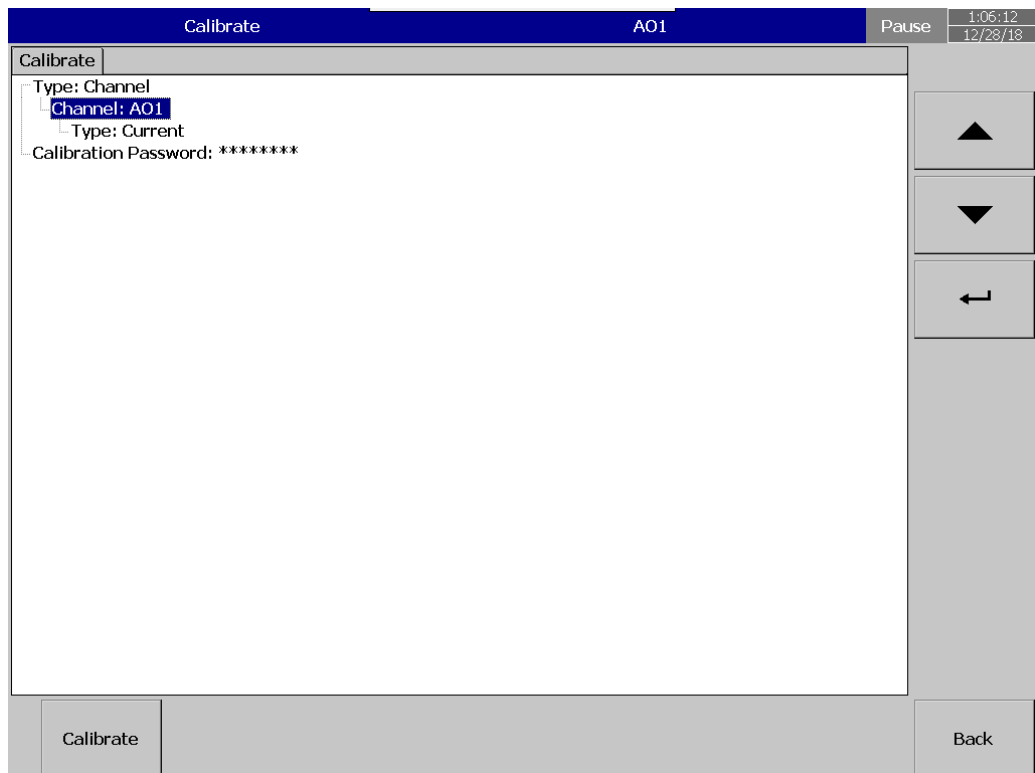 Calibrate AO1 Pause 1:06:12
12/28/18
Calibrate
Type: Channel
Channel: AO1
Type: Current
Calibration Password: ********
Calibrate Back